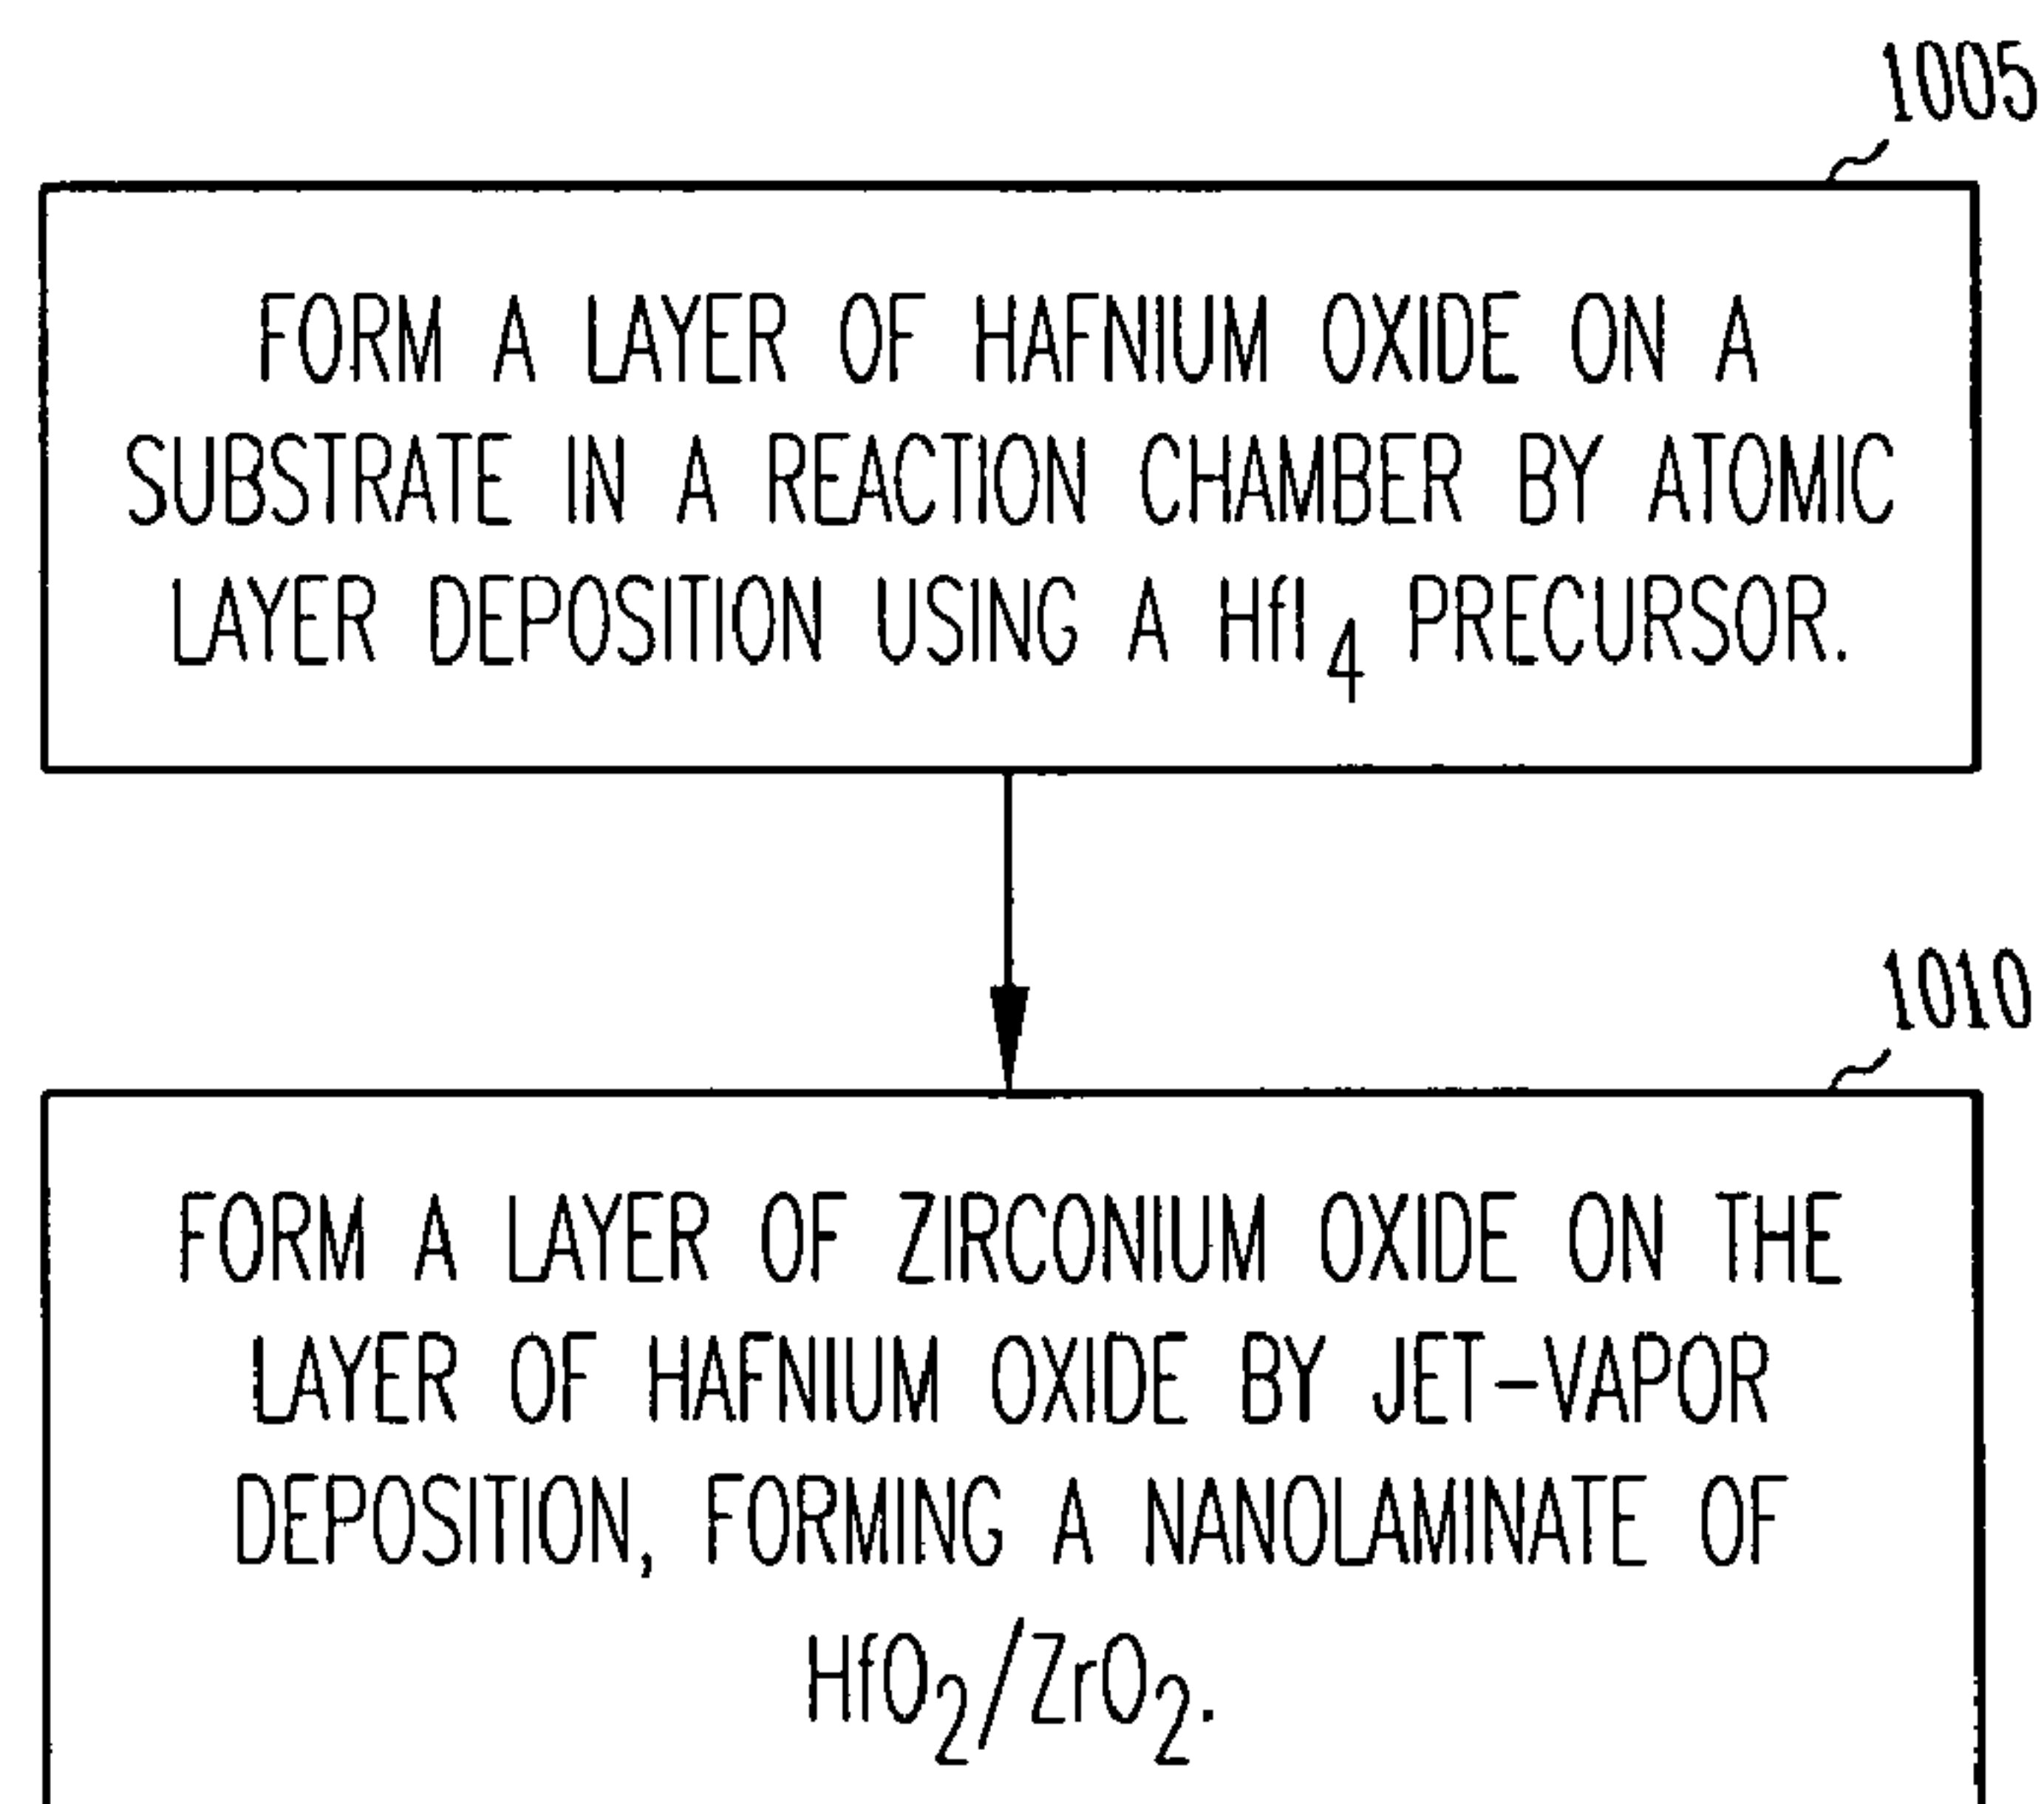 1005
FORM A LAYER OF HAFNIUM OXIDE ON A
SUBSTRATE IN A REACTION CHAMBER BY ATOMIC
LAYER DEPOSITION USING A HfI₄ PRECURSOR.
1010
FORM A LAYER OF ZIRCONIUM OXIDE ON THE
LAYER OF HAFNIUM OXIDE BY JET-VAPOR
DEPOSITION, FORMING A NANOLAMINATE OF
HfO₂/ZrO₂.